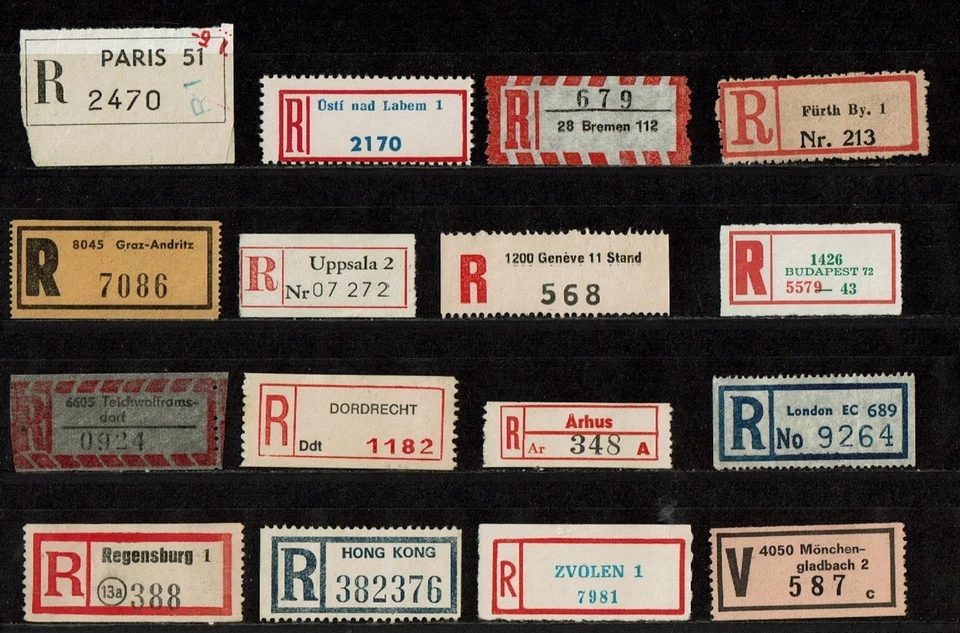 R
PARIS 51
2470
R
Ústí nad Labem 1
2170
R
679
28 Bremen 112
R
Fürth By. 1
Nr. 213
R
8045 Graz-Andritz
7086
R
Uppsala 2
Nr 07 272
R
1200 Genève 11 Stand
568
R
1426
BUDAPEST 72
5579— 43
R
6605 Teichwolframs-
dorf
0924
R
DORDRECHT
Ddt 1182
R
Århus
Ar 348 A
R
London EC 689
No 9264
R
Regensburg 1
13a 388
R
HONG KONG
382376
R
ZVOLEN 1
7981
V
4050 Mönchen-
gladbach 2
587 c